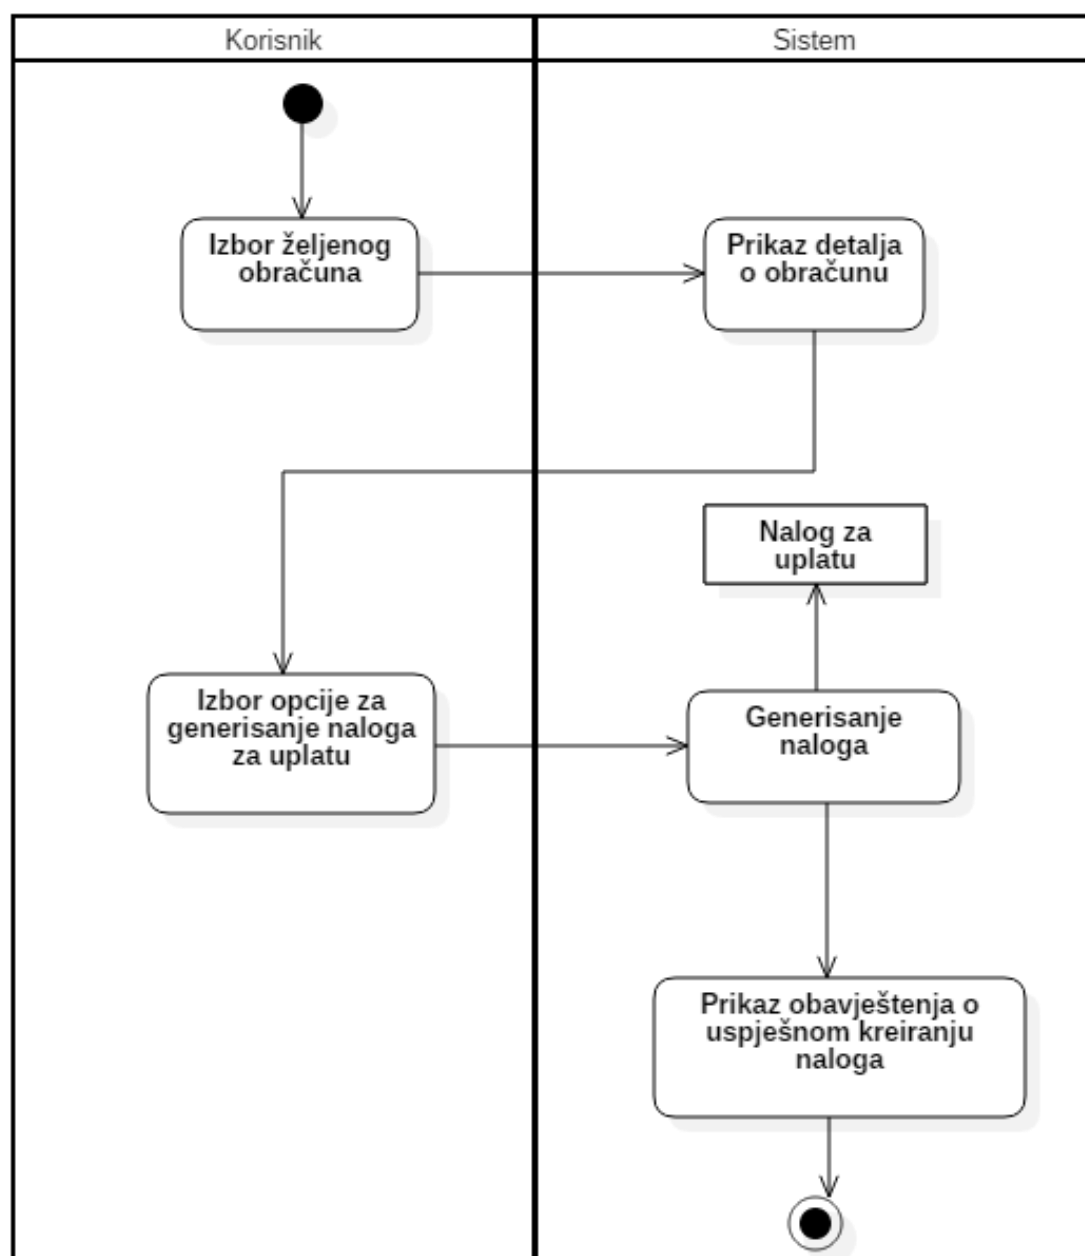 Korisnik
Sistem
Izbor željenog
obračuna
Prikaz detalja
o obračunu
Nalog za
uplatu
Izbor opcije za
generisanje naloga
za uplatu
Generisanje
naloga
Prikaz obavještenja o
uspješnom kreiranju
naloga